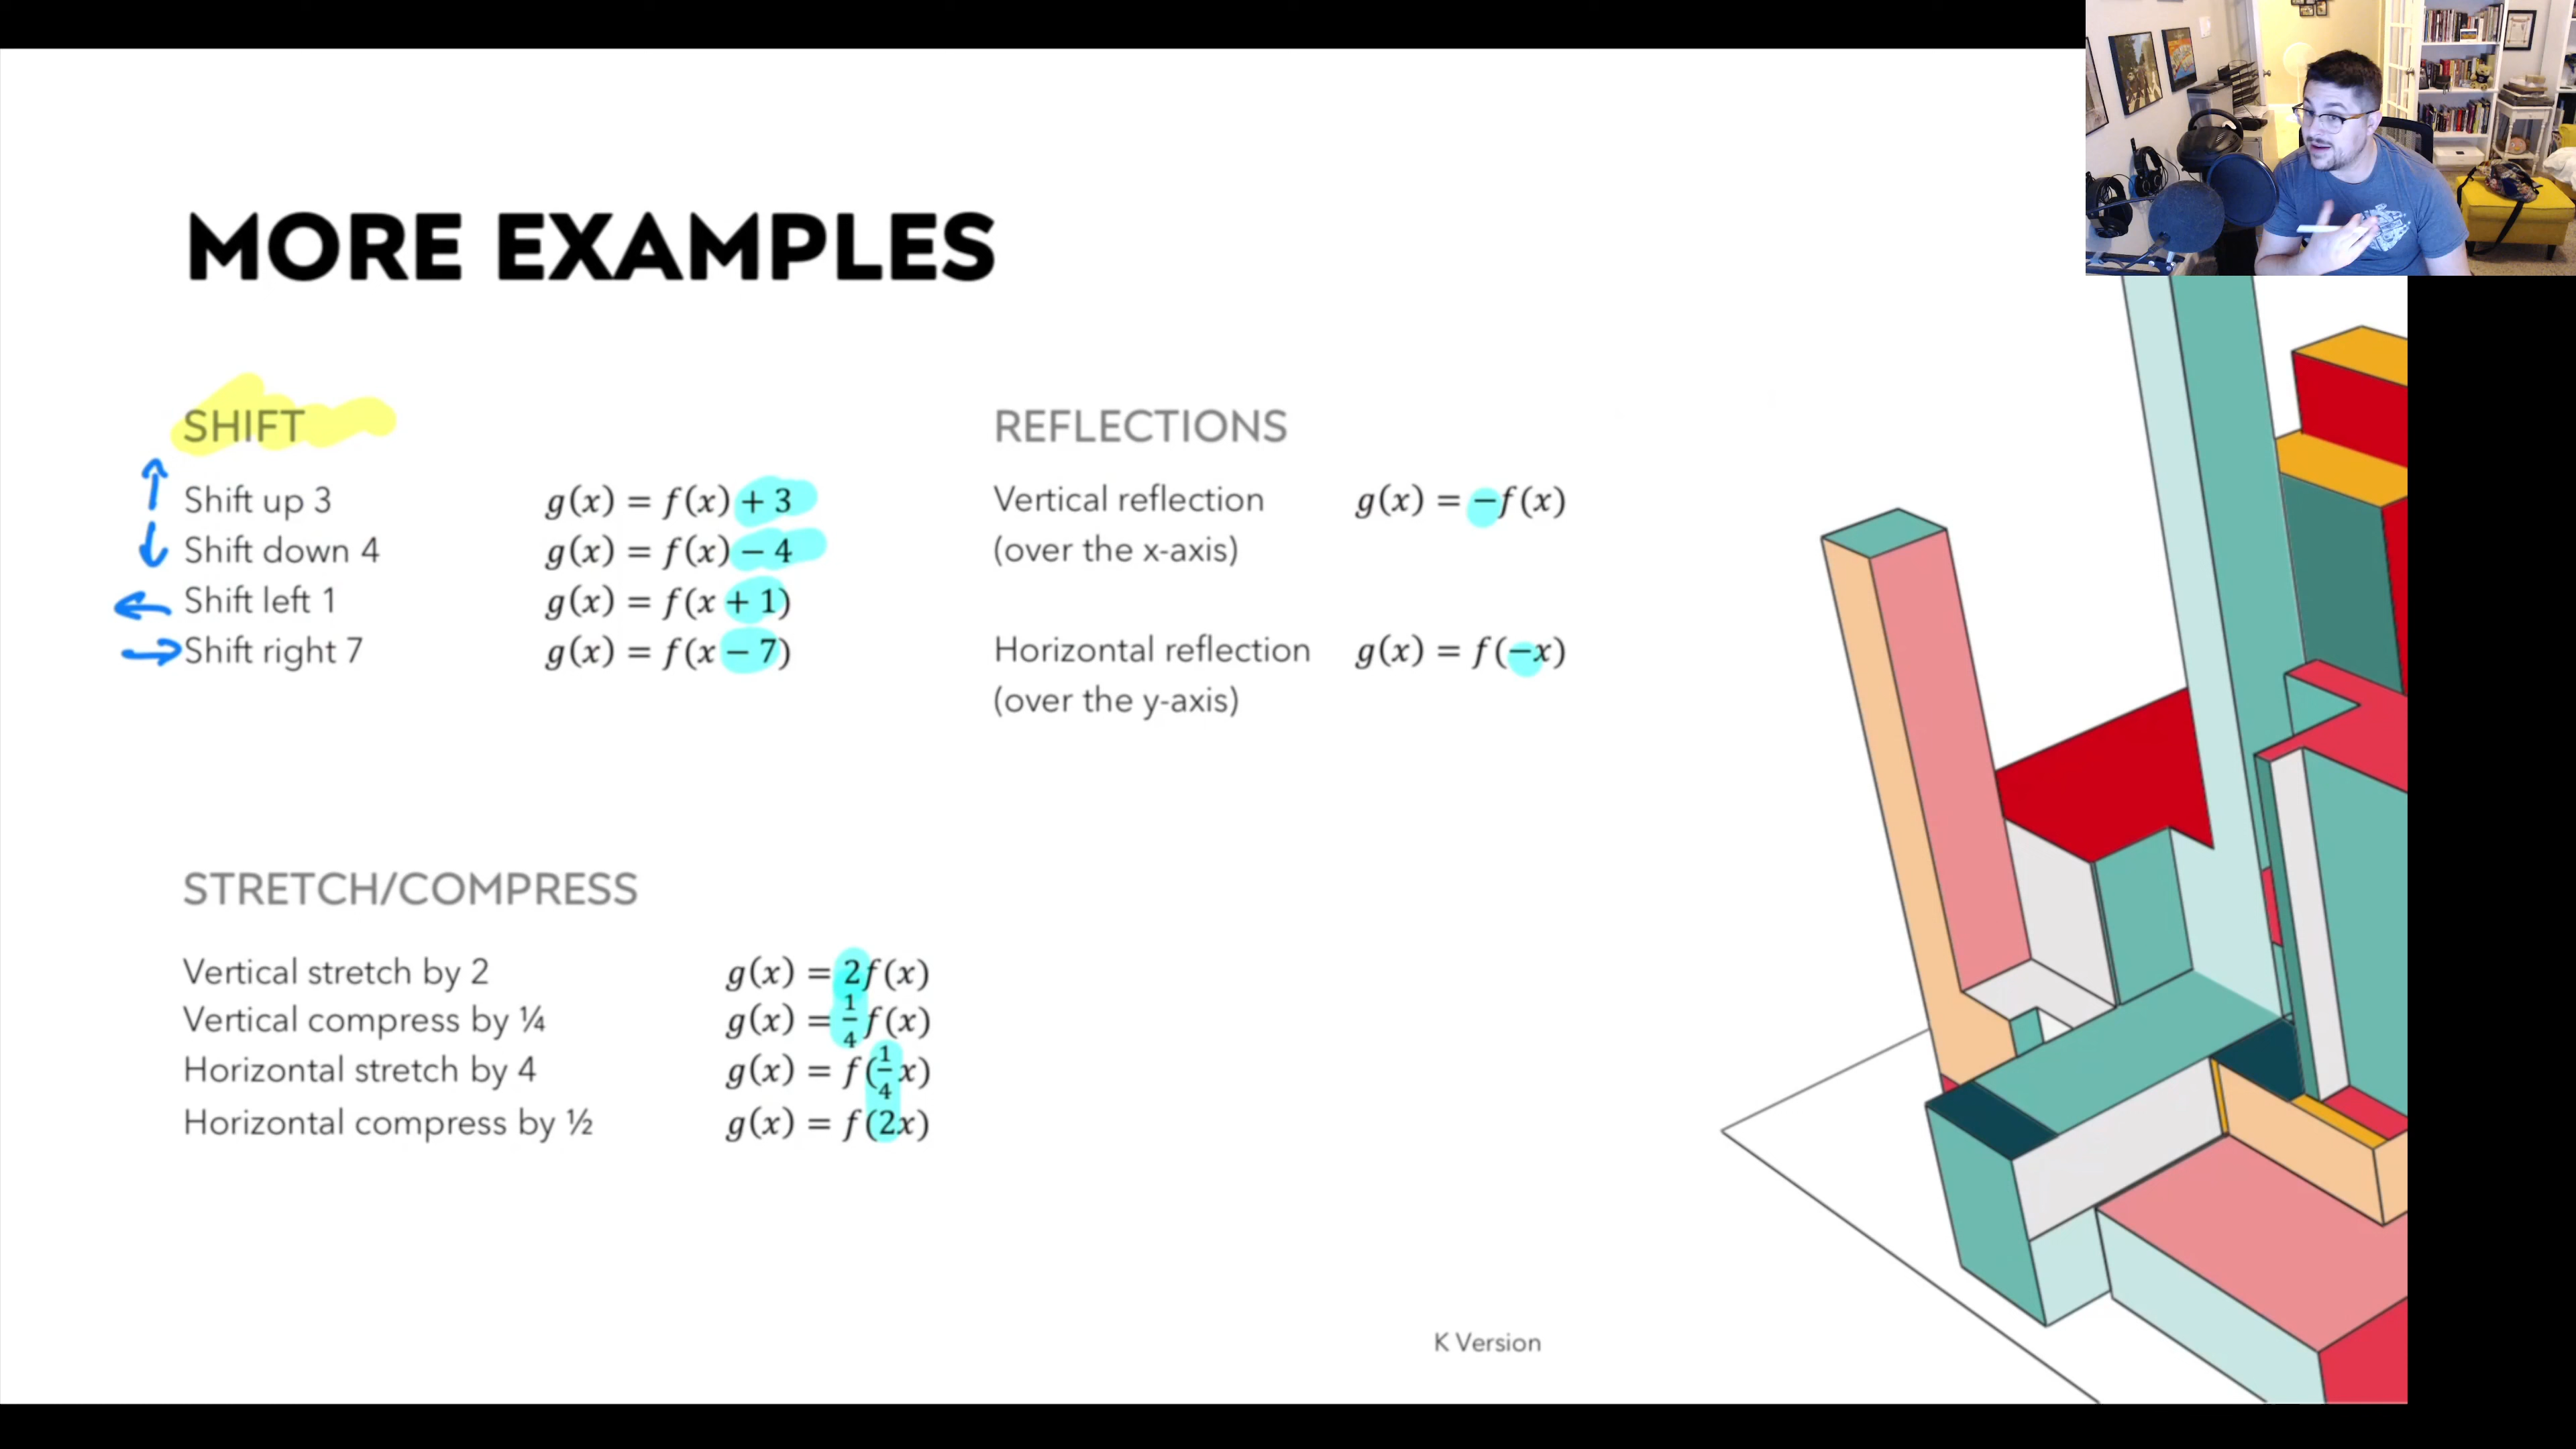 MORE EXAMPLES
SHIFT
Shift up 3 g(x) = f(x) + 3
Shift down 4 g(x) = f(x) − 4
Shift left 1 g(x) = f(x + 1)
Shift right 7 g(x) = f(x − 7)
REFLECTIONS
Vertical reflection g(x) = −f(x)
(over the x-axis)
Horizontal reflection g(x) = f(−x)
(over the y-axis)
STRETCH/COMPRESS
Vertical stretch by 2 g(x) = 2f(x)
Vertical compress by ¼ g(x) = 1/4 f(x)
Horizontal stretch by 4 g(x) = f(1/4 x)
Horizontal compress by ½ g(x) = f(2x)
K Version